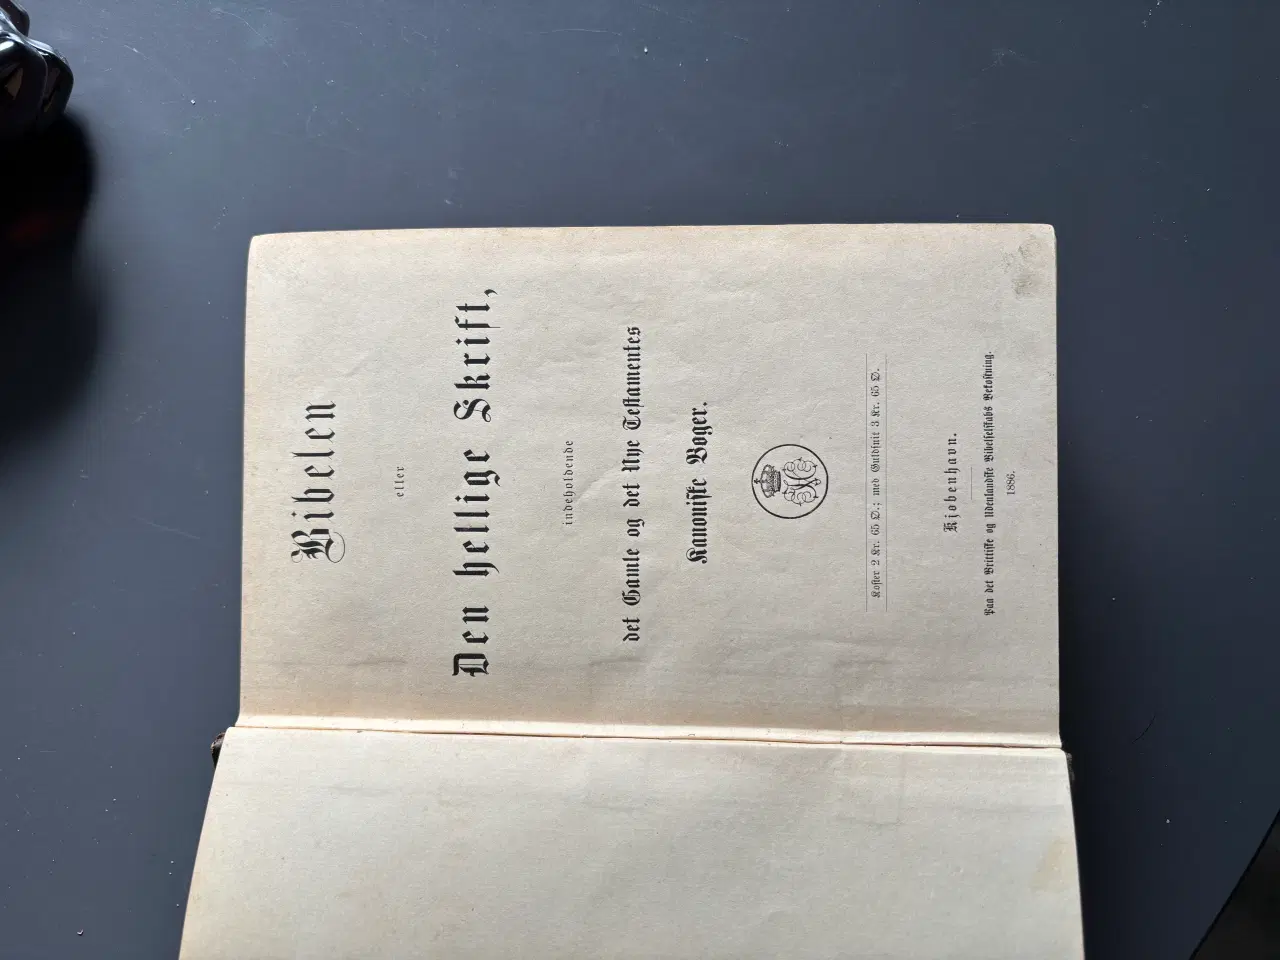 Bibelen
eller
Den hellige Skrift,
indeholdende
det Gamle og det Nye Testamentes
Kanoniske Bøger.
Koster 2 Kr. 65 Ø.; med Guldsnit 3 Kr. 65 Ø.
Kjøbenhavn.
Paa det Brittiske og Udenlandske Bibelselskabs Bekostning.
1886.